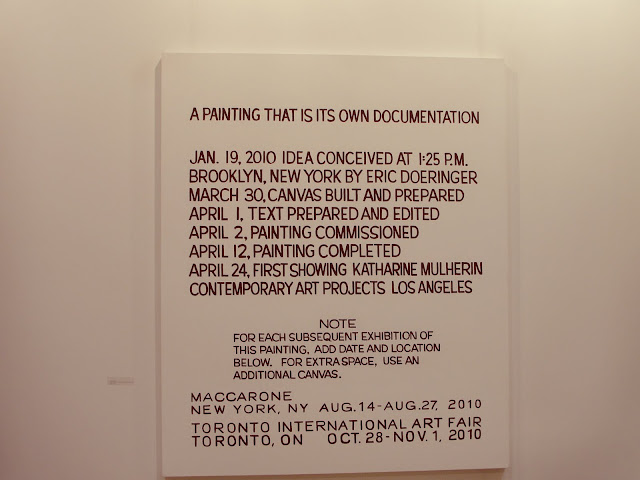 A PAINTING THAT IS ITS OWN DOCUMENTATION
JAN. 19, 2010 IDEA CONCEIVED AT 1:25 P.M.
BROOKLYN, NEW YORK BY ERIC DOERINGER
MARCH 30, CANVAS BUILT AND PREPARED
APRIL 1, TEXT PREPARED AND EDITED
APRIL 2, PAINTING COMMISSIONED
APRIL 12, PAINTING COMPLETED
APRIL 24, FIRST SHOWING KATHARINE MULHERIN
CONTEMPORARY ART PROJECTS LOS ANGELES
NOTE
FOR EACH SUBSEQUENT EXHIBITION OF
THIS PAINTING, ADD DATE AND LOCATION
BELOW. FOR EXTRA SPACE, USE AN
ADDITIONAL CANVAS.
MACCARONE
NEW YORK, NY AUG. 14-AUG. 27, 2010
TORONTO INTERNATIONAL ART FAIR
TORONTO, ON OCT. 28-NOV. 1, 2010